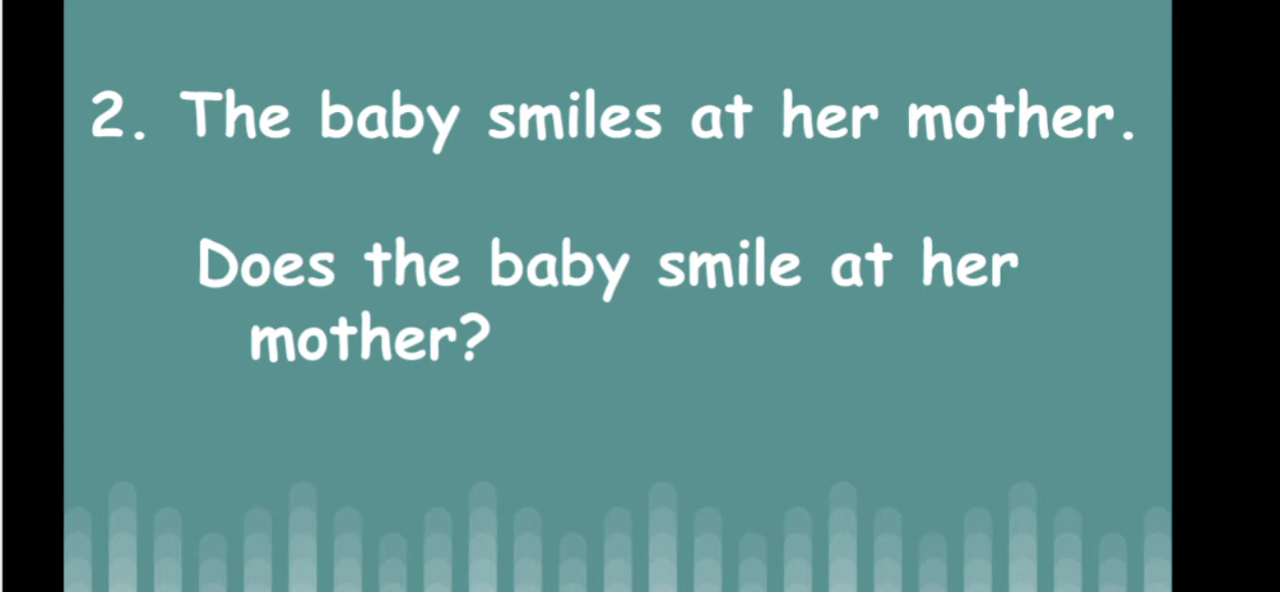 2. The baby smiles at her mother.
Does the baby smile at her
mother?